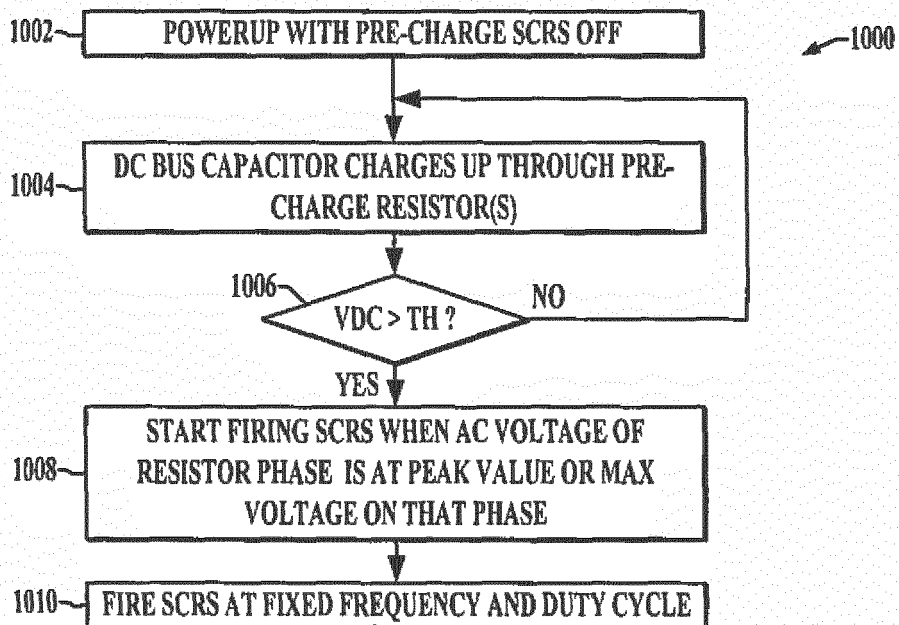 1002
POWERUP WITH PRE-CHARGE SCRS OFF
1000
1004
DC BUS CAPACITOR CHARGES UP THROUGH PRE-
CHARGE RESISTOR(S)
1006
VDC > TH ?
NO
YES
1008
START FIRING SCRS WHEN AC VOLTAGE OF
RESISTOR PHASE IS AT PEAK VALUE OR MAX
VOLTAGE ON THAT PHASE
1010
FIRE SCRS AT FIXED FREQUENCY AND DUTY CYCLE